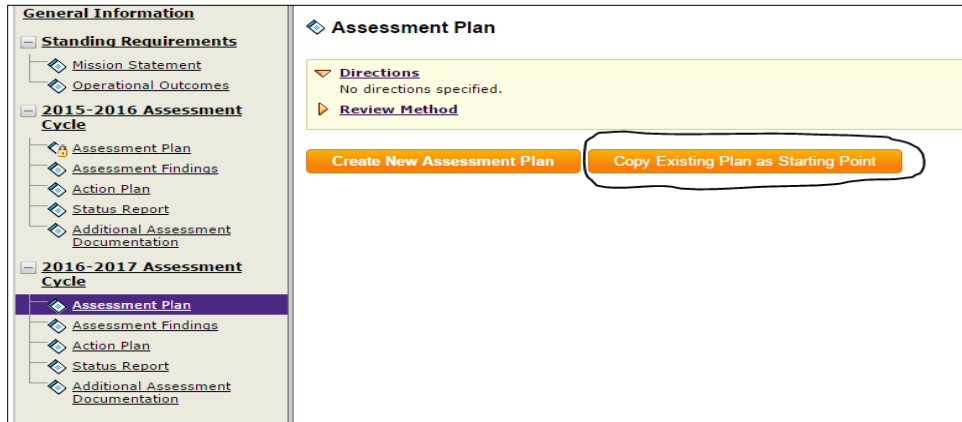 General Information
Standing Requirements
Mission Statement
Operational Outcomes
2015-2016 Assessment
Cycle
Assessment Plan
Assessment Findings
Action Plan
Status Report
Additional Assessment
Documentation
2016-2017 Assessment
Cycle
Assessment Plan
Assessment Findings
Action Plan
Status Report
Additional Assessment
Documentation
Assessment Plan
Directions
No directions specified.
Review Method
Create New Assessment Plan
Copy Existing Plan as Starting Point